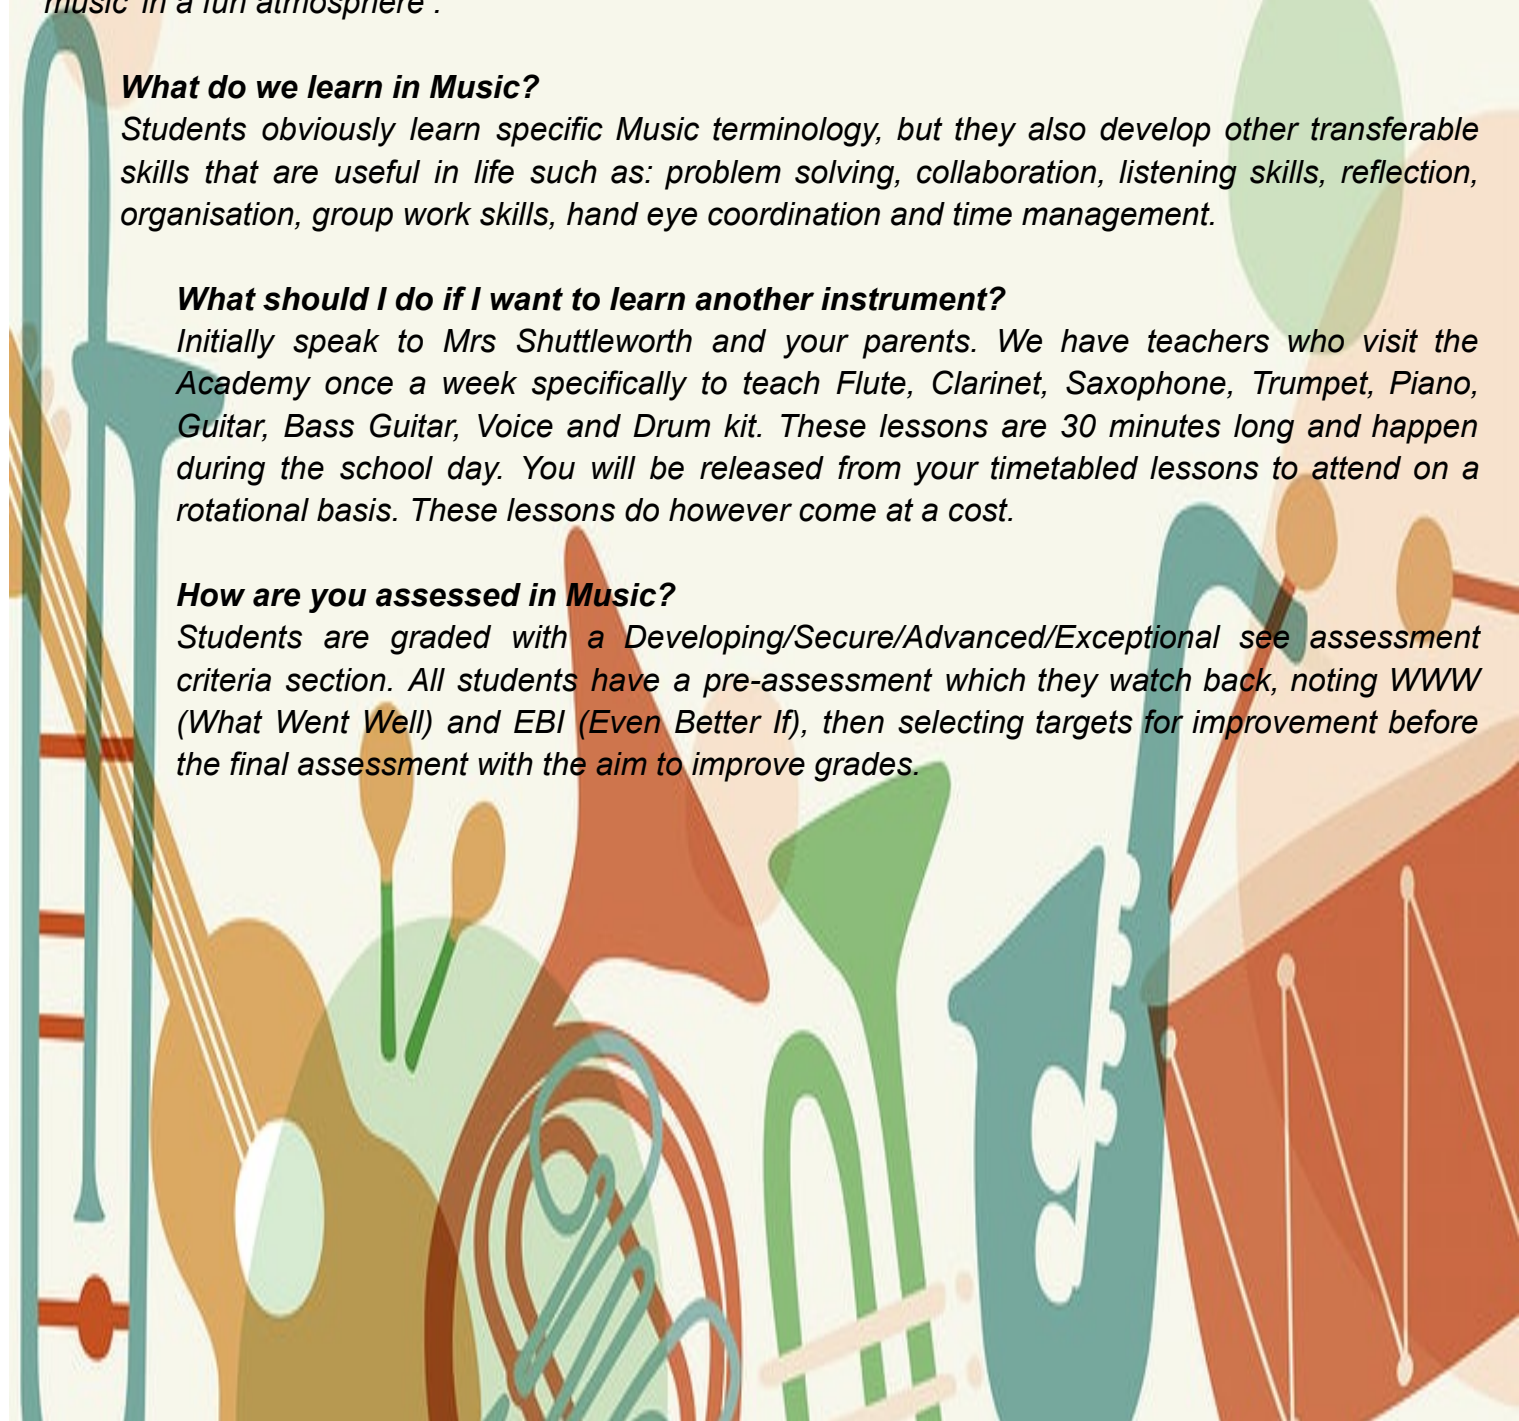 music in a fun atmosphere'.
What do we learn in Music?
Students obviously learn specific Music terminology, but they also develop other transferable
skills that are useful in life such as: problem solving, collaboration, listening skills, reflection,
organisation, group work skills, hand eye coordination and time management.
What should I do if I want to learn another instrument?
Initially speak to Mrs Shuttleworth and your parents. We have teachers who visit the
Academy once a week specifically to teach Flute, Clarinet, Saxophone, Trumpet, Piano,
Guitar, Bass Guitar, Voice and Drum kit. These lessons are 30 minutes long and happen
during the school day. You will be released from your timetabled lessons to attend on a
rotational basis. These lessons do however come at a cost.
How are you assessed in Music?
Students are graded with a Developing/Secure/Advanced/Exceptional see assessment
criteria section. All students have a pre-assessment which they watch back, noting WWW
(What Went Well) and EBI (Even Better If), then selecting targets for improvement before
the final assessment with the aim to improve grades.